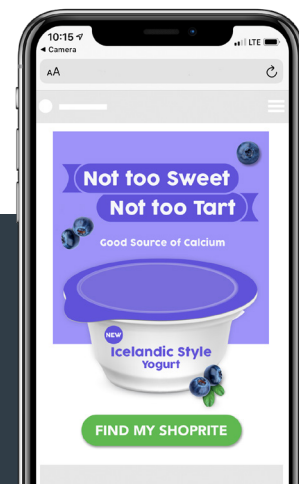 10:15
LTE
◀ Camera
AA
Not too Sweet
Not too Tart
Good Source of Calcium
NEW
Icelandic Style
Yogurt
FIND MY SHOPRITE